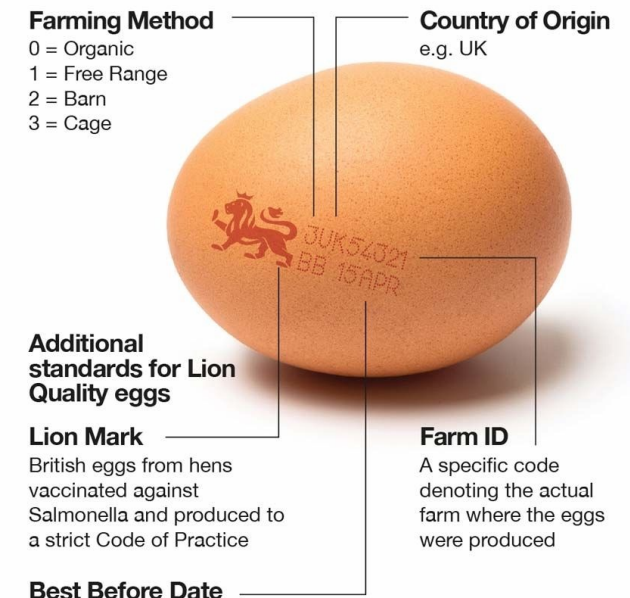 Farming Method
0 = Organic
1 = Free Range
2 = Barn
3 = Cage
Country of Origin
e.g. UK
3UK54321
BB 15APR
Additional
standards for Lion
Quality eggs
Lion Mark
British eggs from hens
vaccinated against
Salmonella and produced to
a strict Code of Practice
Farm ID
A specific code
denoting the actual
farm where the eggs
were produced
Best Before Date